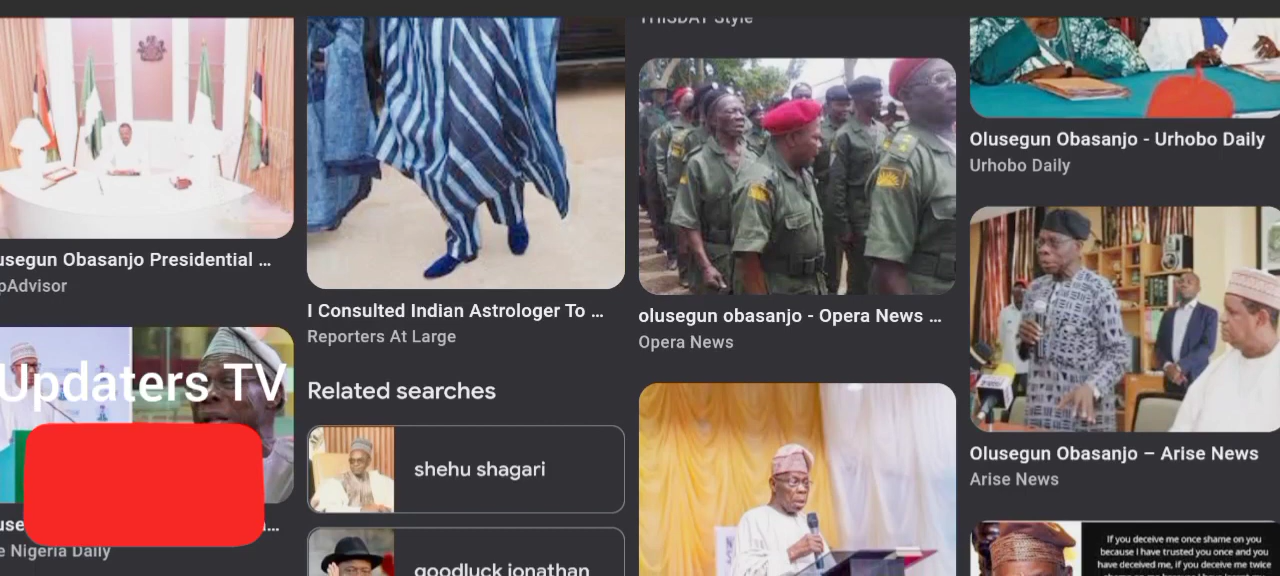 usegun Obasanjo Presidential ...
pAdvisor
Updaters TV
e Nigeria Daily
I Consulted Indian Astrologer To ...
Reporters At Large
Related searches
shehu shagari
goodluck jonathan
THISDAY Style
olusegun obasanjo - Opera News ...
Opera News
Olusegun Obasanjo - Urhobo Daily
Urhobo Daily
Olusegun Obasanjo – Arise News
Arise News
If you deceive me once shame on you
because I have trusted you once and you
have deceived me, if you deceive me twice